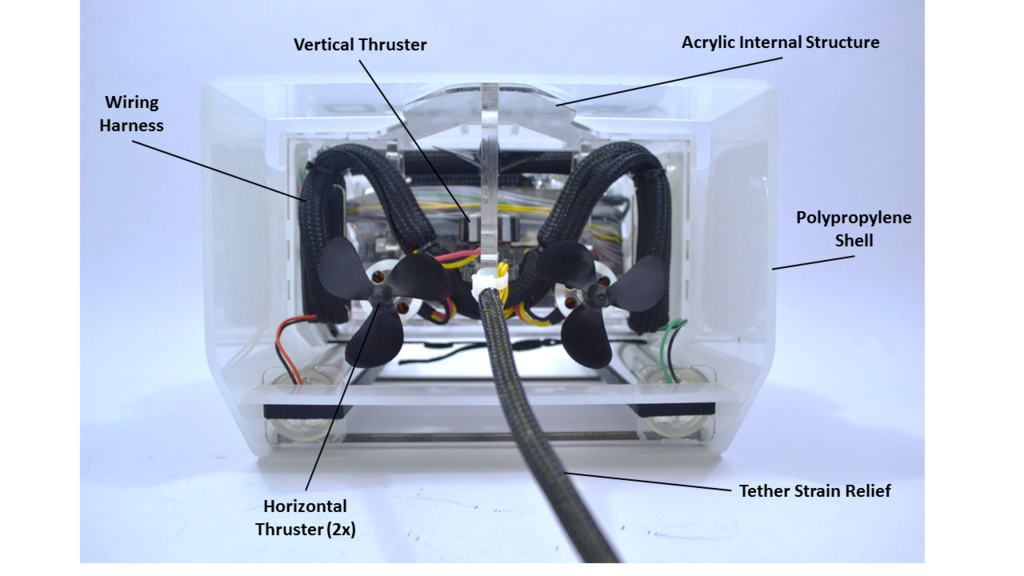 Vertical Thruster
Acrylic Internal Structure
Wiring
Harness
Polypropylene
Shell
Tether Strain Relief
Horizontal
Thruster (2x)